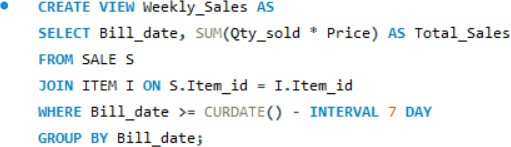 CREATE VIEW Weekly_Sales AS
SELECT Bill_date, SUM(Qty_sold * Price) AS Total_Sales
FROM SALE S
JOIN ITEM I ON S.Item_id = I.Item_id
WHERE Bill_date >= CURDATE() - INTERVAL 7 DAY
GROUP BY Bill_date;